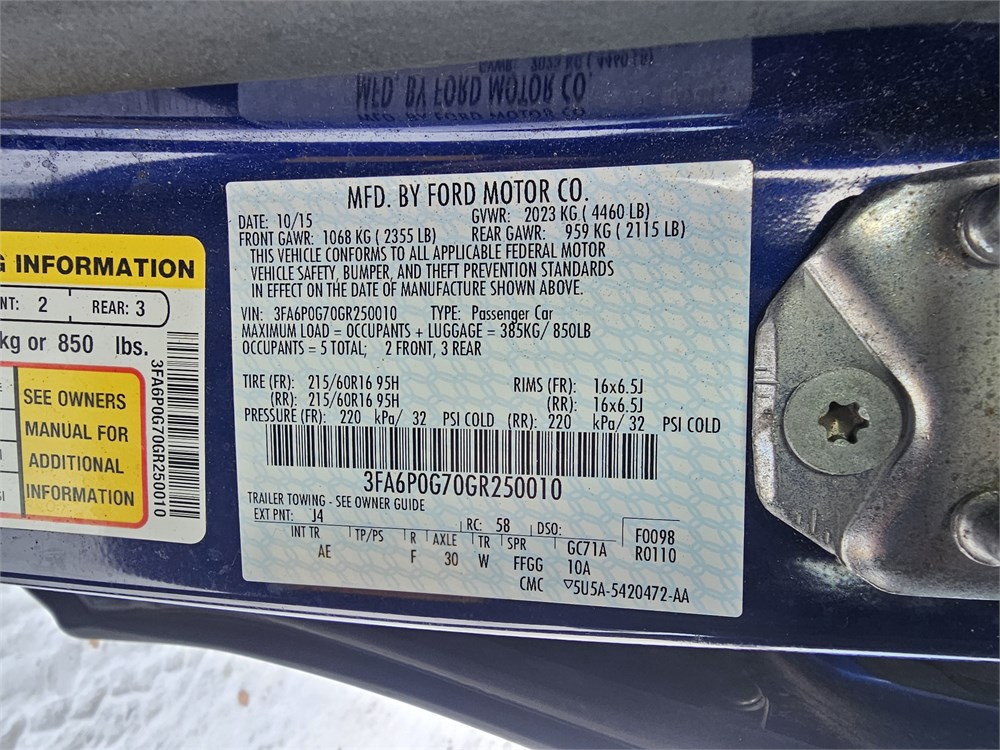 MFD. BY FORD MOTOR CO.
DATE: 10/15 GVWR: 2023 KG ( 4460 LB)
FRONT GAWR: 1068 KG ( 2355 LB) REAR GAWR: 959 KG ( 2115 LB)
THIS VEHICLE CONFORMS TO ALL APPLICABLE FEDERAL MOTOR
VEHICLE SAFETY, BUMPER, AND THEFT PREVENTION STANDARDS
IN EFFECT ON THE DATE OF MANUFACTURE SHOWN ABOVE.
VIN: 3FA6P0G70GR250010 TYPE: Passenger Car
MAXIMUM LOAD = OCCUPANTS + LUGGAGE = 385KG/ 850LB
OCCUPANTS = 5 TOTAL; 2 FRONT, 3 REAR
TIRE (FR): 215/60R16 95H RIMS (FR): 16x6.5J
(RR): 215/60R16 95H (RR): 16x6.5J
PRESSURE (FR): 220 kPa/ 32 PSI COLD (RR): 220 kPa/ 32 PSI COLD
3FA6P0G70GR250010
TRAILER TOWING - SEE OWNER GUIDE
EXT PNT: J4 RC: 58 DSO: F0098
INT TR TP/PS R AXLE TR SPR GC71A R0110
AE F 30 W FFGG 10A
CMC ▽5U5A-5420472-AA
G INFORMATION
NT: 2 REAR: 3
kg or 850 lbs.
SEE OWNERS
MANUAL FOR
ADDITIONAL
INFORMATION
3FA6P0G70GR250010